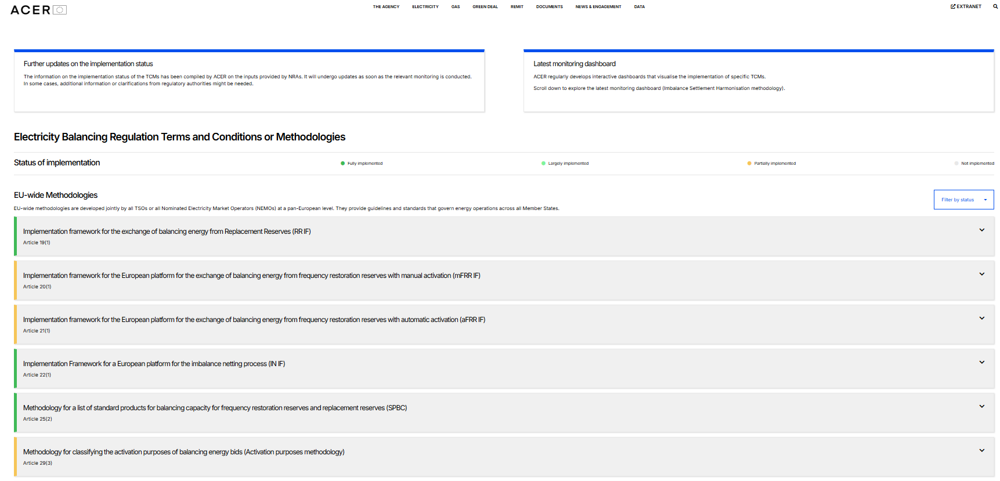 ACER
THE AGENCY ELECTRICITY GAS GREEN DEAL REMIT DOCUMENTS NEWS & ENGAGEMENT DATA
EXTRANET
Further updates on the implementation status
The information on the implementation status of the TCMs has been compiled by ACER on the inputs provided by NRAs. It will undergo updates as soon as the relevant monitoring is conducted.
In some cases, additional information or clarifications from regulatory authorities might be needed.
Latest monitoring dashboard
ACER regularly develops interactive dashboards that visualise the implementation of specific TCMs.
Scroll down to explore the latest monitoring dashboard (Imbalance Settlement Harmonisation methodology).
Electricity Balancing Regulation Terms and Conditions or Methodologies
Status of implementation
Fully implemented
Largely implemented
Partially implemented
Not implemented
EU-wide Methodologies
Filter by status
EU-wide methodologies are developed jointly by all TSOs or all Nominated Electricity Market Operators (NEMOs) at a pan-European level. They provide guidelines and standards that govern energy operations across all Member States.
Implementation framework for the exchange of balancing energy from Replacement Reserves (RR IF)
Article 19(1)
Implementation framework for the European platform for the exchange of balancing energy from frequency restoration reserves with manual activation (mFRR IF)
Article 20(1)
Implementation framework for the European platform for the exchange of balancing energy from frequency restoration reserves with automatic activation (aFRR IF)
Article 21(1)
Implementation Framework for a European platform for the imbalance netting process (IN IF)
Article 22(1)
Methodology for a list of standard products for balancing capacity for frequency restoration reserves and replacement reserves (SPBC)
Article 25(2)
Methodology for classifying the activation purposes of balancing energy bids (Activation purposes methodology)
Article 29(3)